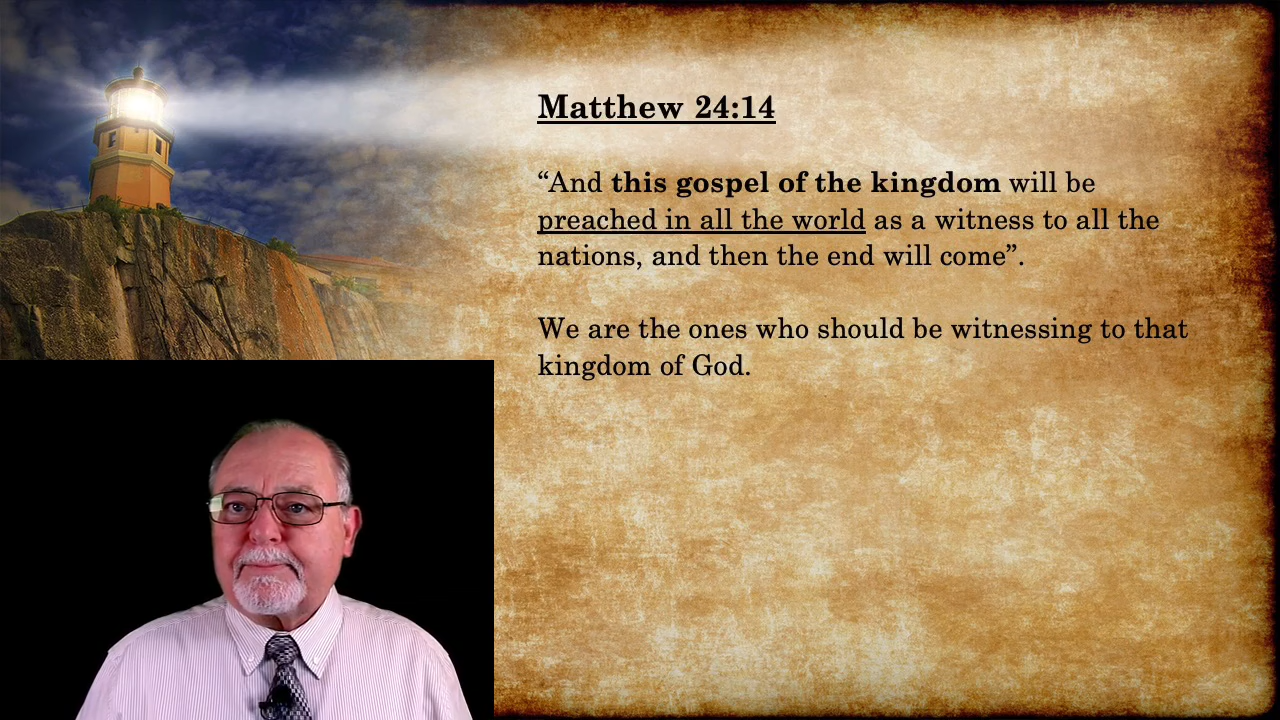 Matthew 24:14
“And this gospel of the kingdom will be
preached in all the world as a witness to all the
nations, and then the end will come”.
We are the ones who should be witnessing to that
kingdom of God.